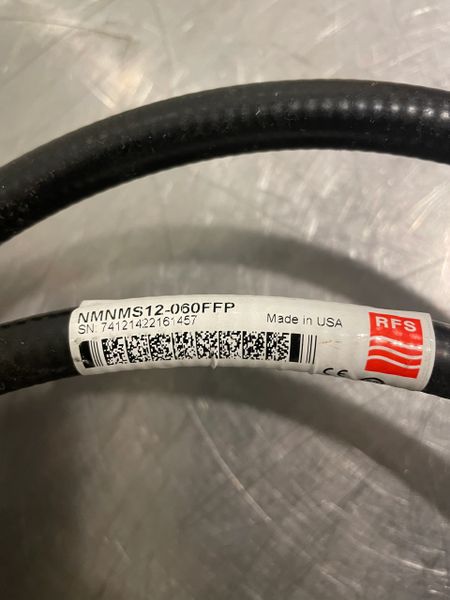 NMNMS12-060FFP
SN: 74121422161457
Made in USA
RFS
CE